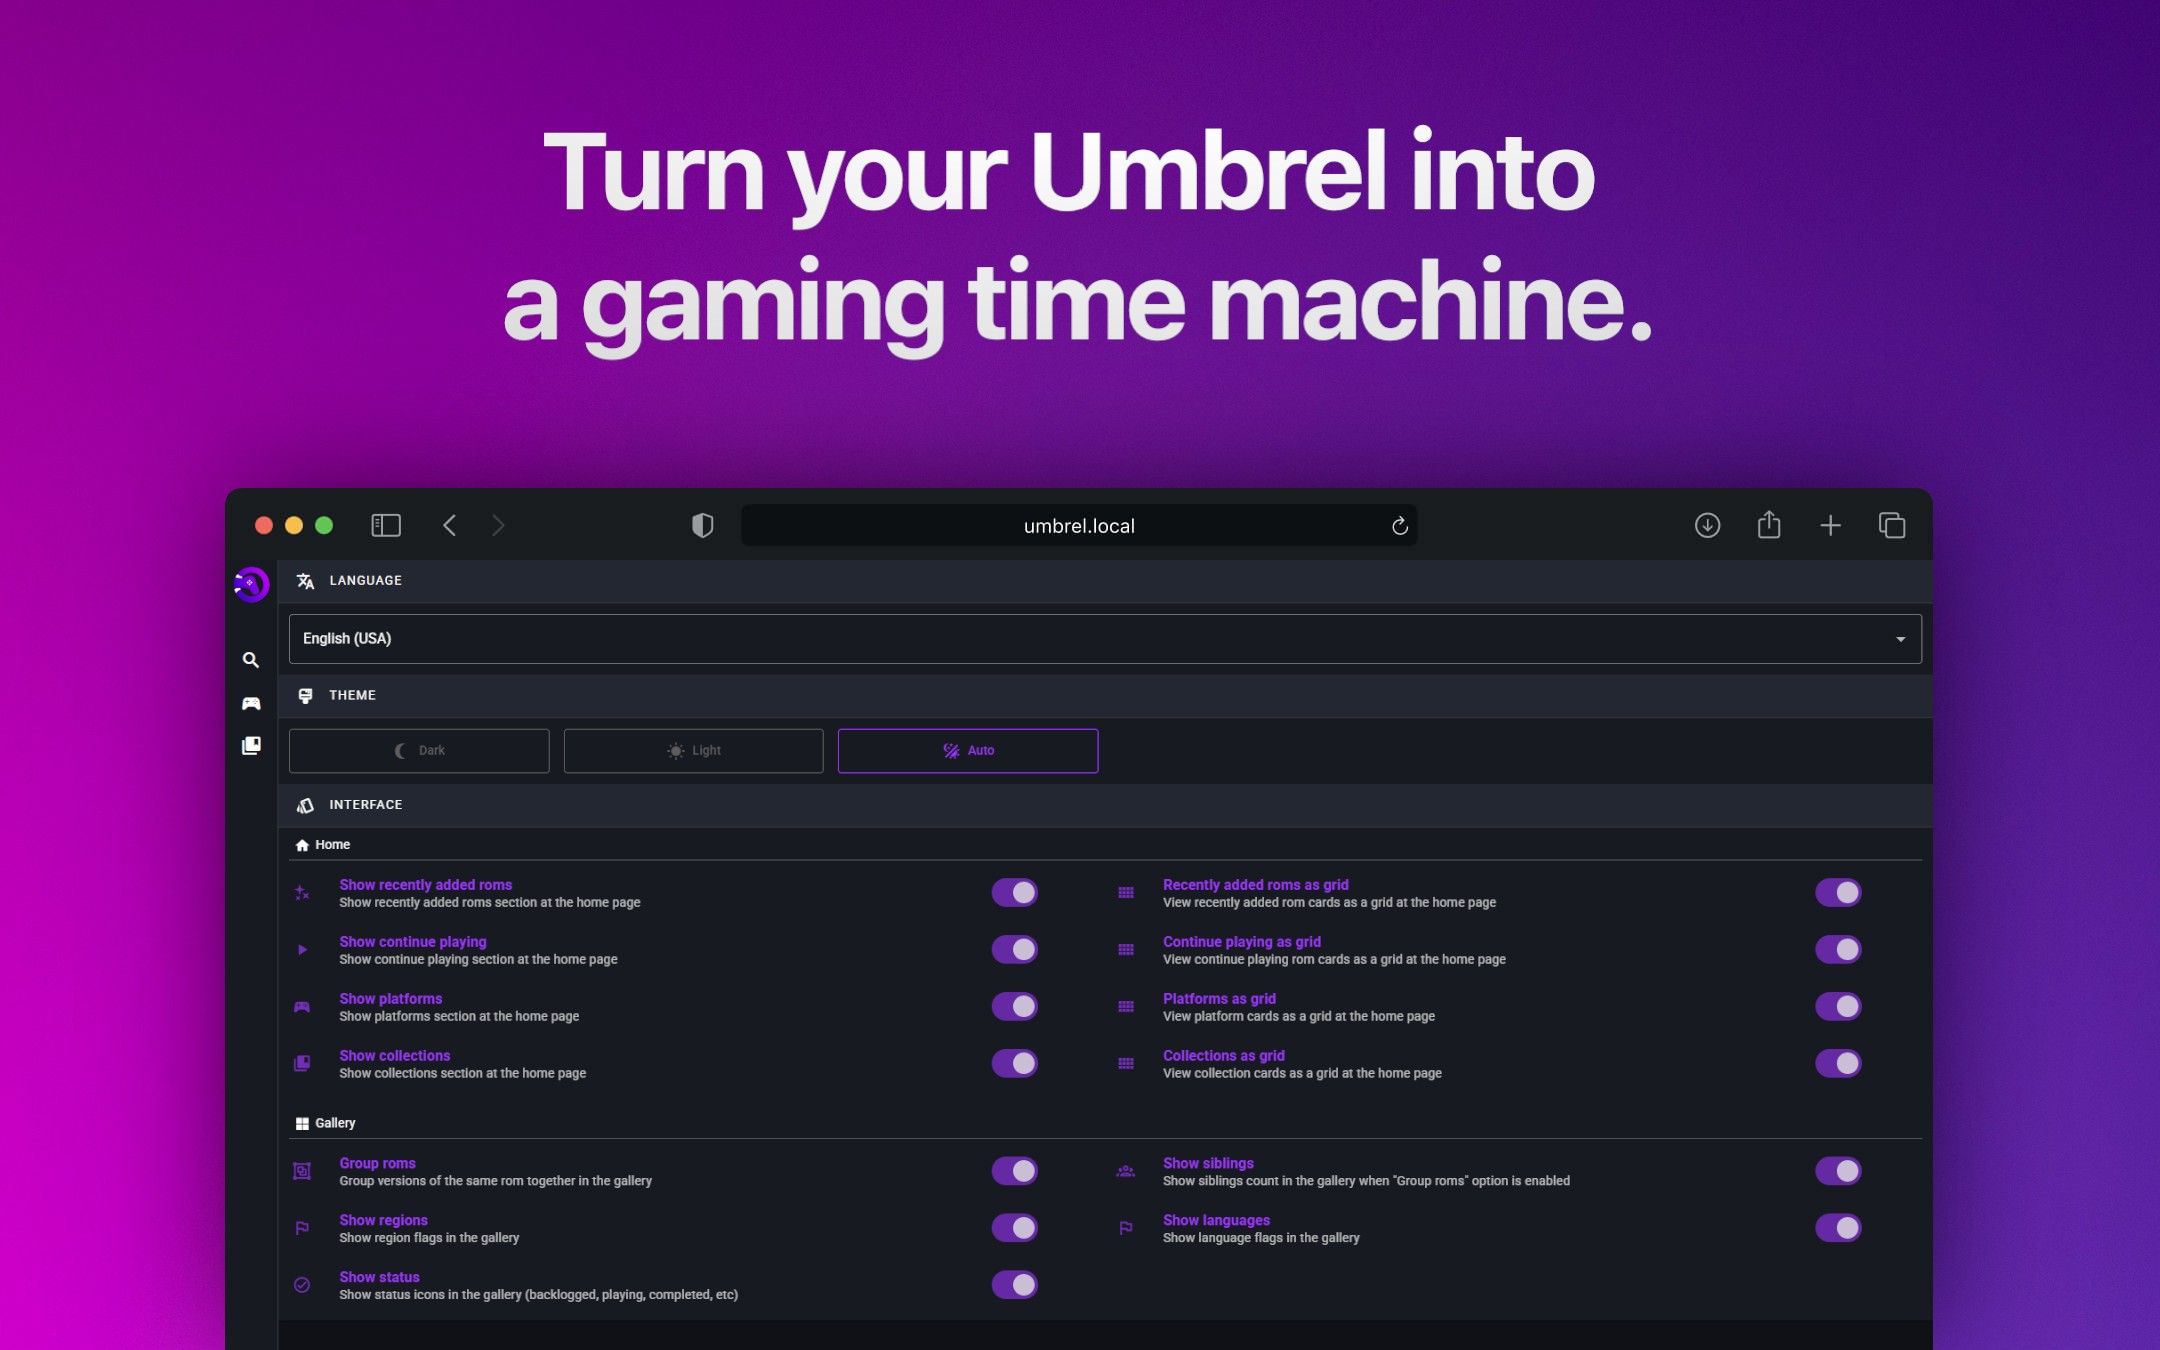 Turn your Umbrel into
a gaming time machine.
umbrel.local
LANGUAGE
English (USA)
THEME
Dark
Light
Auto
INTERFACE
Home
Show recently added roms
Show recently added roms section at the home page
Recently added roms as grid
View recently added rom cards as a grid at the home page
Show continue playing
Show continue playing section at the home page
Continue playing as grid
View continue playing rom cards as a grid at the home page
Show platforms
Show platforms section at the home page
Platforms as grid
View platform cards as a grid at the home page
Show collections
Show collections section at the home page
Collections as grid
View collection cards as a grid at the home page
Gallery
Group roms
Group versions of the same rom together in the gallery
Show siblings
Show siblings count in the gallery when "Group roms" option is enabled
Show regions
Show region flags in the gallery
Show languages
Show language flags in the gallery
Show status
Show status icons in the gallery (backlogged, playing, completed, etc)